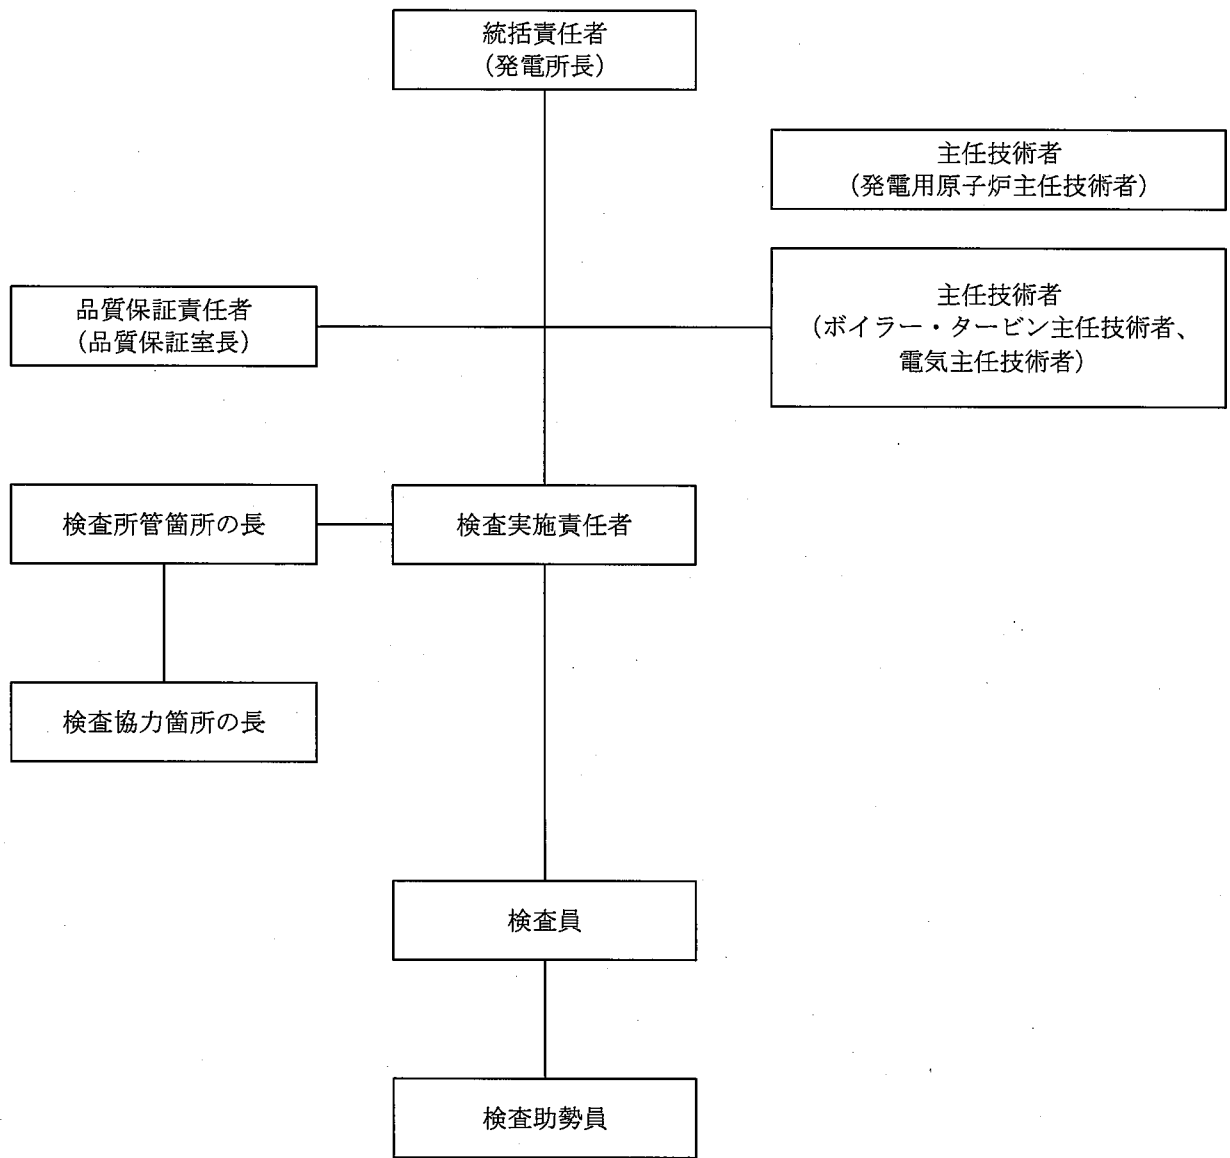 統括責任者
(発電所長)
主任技術者
(発電用原子炉主任技術者)
品質保証責任者
(品質保証室長)
主任技術者
(ボイラー・タービン主任技術者、
電気主任技術者)
検査所管箇所の長
検査実施責任者
検査協力箇所の長
検査員
検査助勢員